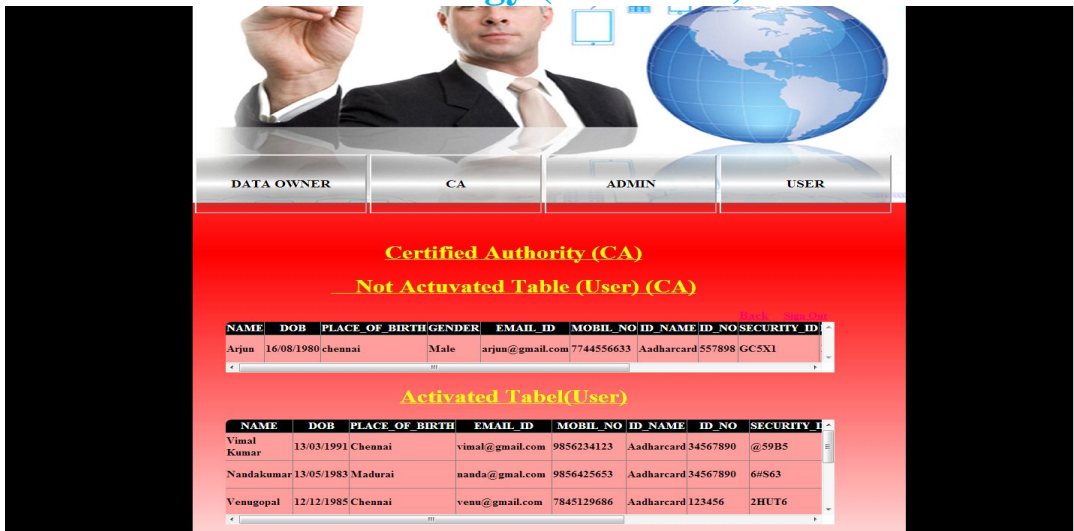 DATA OWNER CA ADMIN USER
Certified Authority (CA)
Not Actuvated Table (User) (CA)
Back Sign Out
NAME DOB PLACE_OF_BIRTH GENDER EMAIL_ID MOBIL_NO ID_NAME ID_NO SECURITY_ID
Arjun 16/08/1980 chennai Male arjun@gmail.com 7744556633 Aadharcard 557898 GC5X1
Activated Tabel(User)
NAME DOB PLACE_OF_BIRTH EMAIL_ID MOBIL_NO ID_NAME ID_NO SECURITY_I
Vimal Kumar 13/03/1991 Chennai vimal@gmail.com 9856234123 Aadharcard 34567890 @59B5
Nandakumar 13/05/1983 Madurai nanda@gmal.com 9856425653 Aadharcard 34567890 6#S63
Venugopal 12/12/1985 Chennai venu@gmail.com 7845129686 Aadharcard 123456 2HUT6